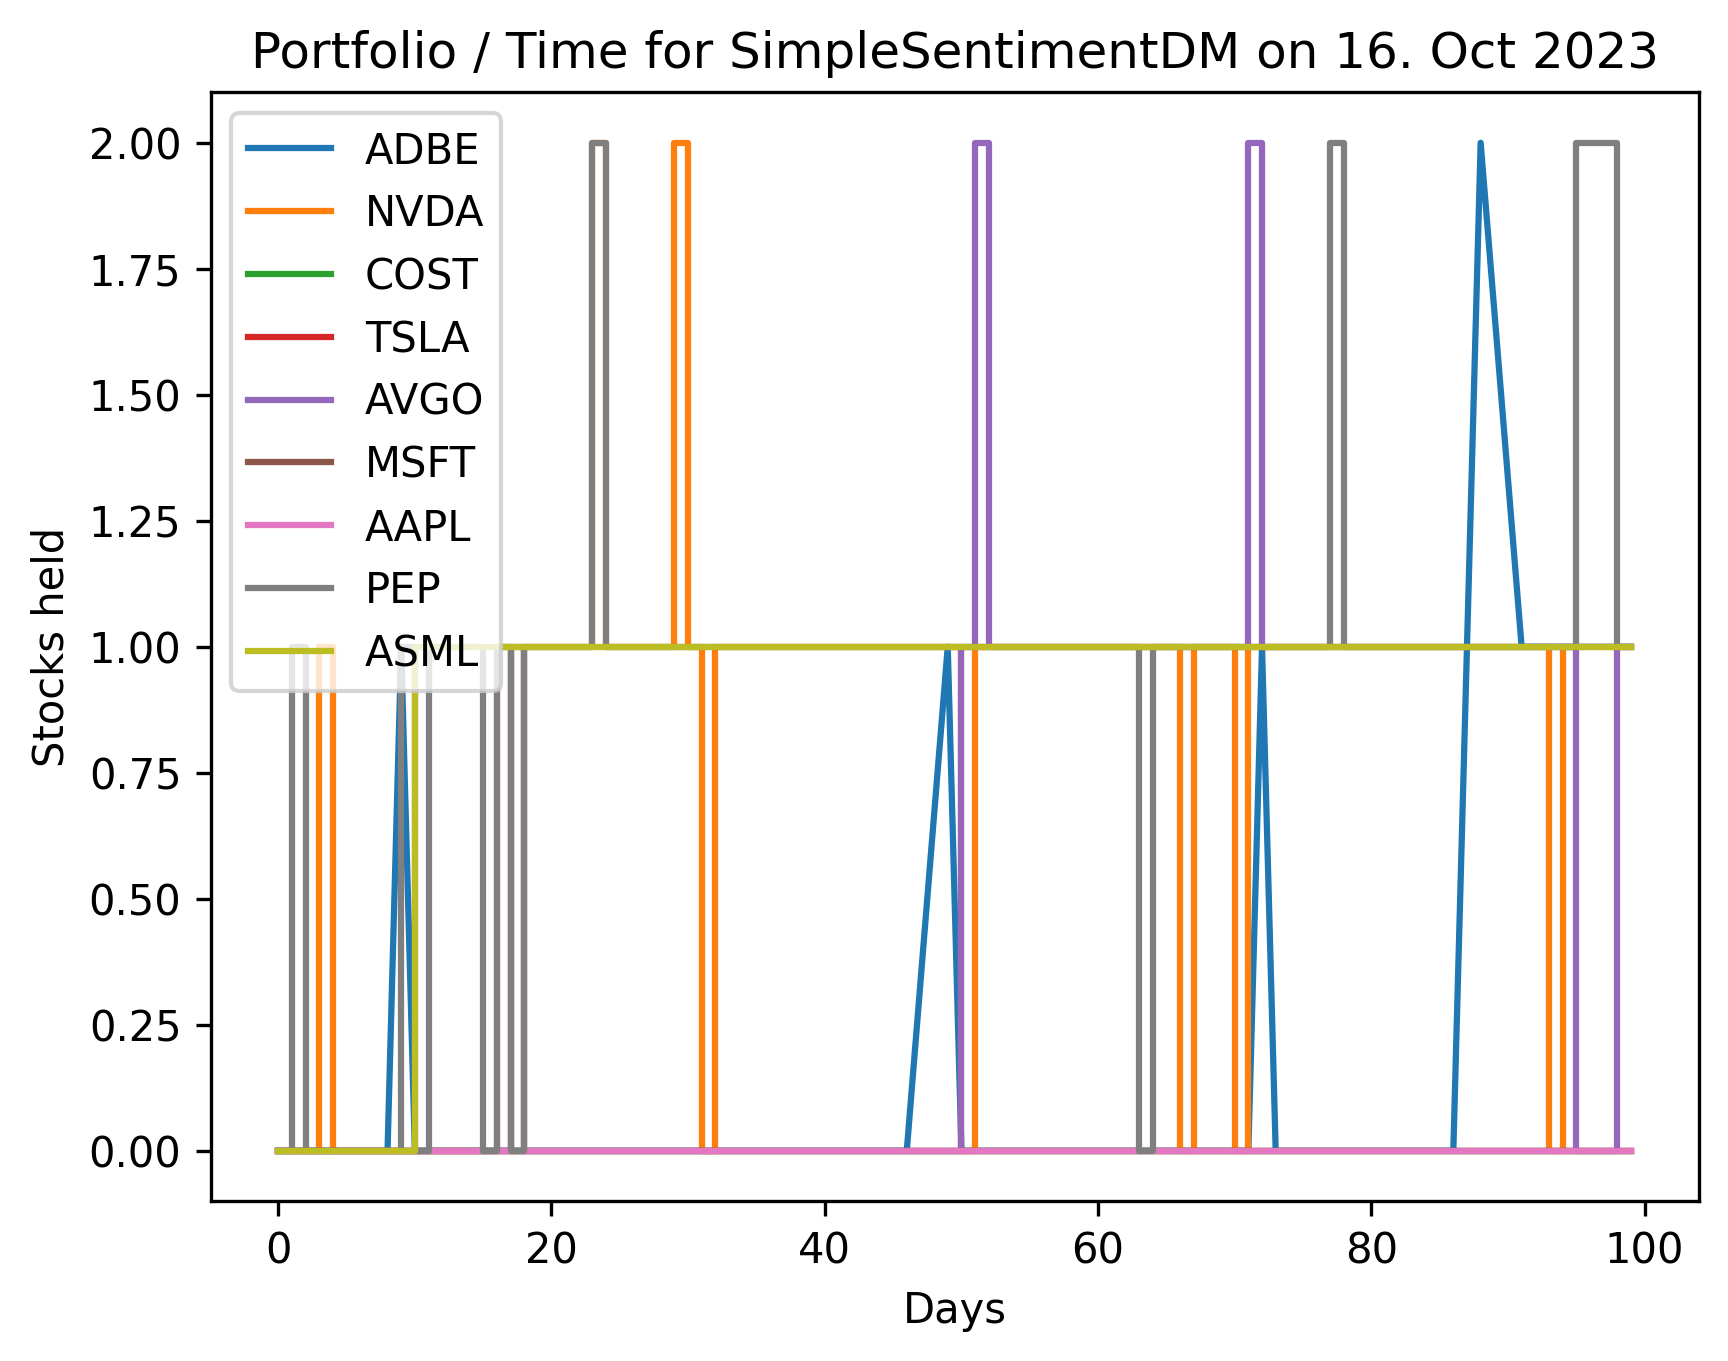 Portfolio / Time for SimpleSentimentDM on 16. Oct 2023
ADBE
NVDA
COST
TSLA
AVGO
MSFT
AAPL
PEP
ASML
Stocks held
2.00
1.75
1.50
1.25
1.00
0.75
0.50
0.25
0.00
0 20 40 60 80 100
Days